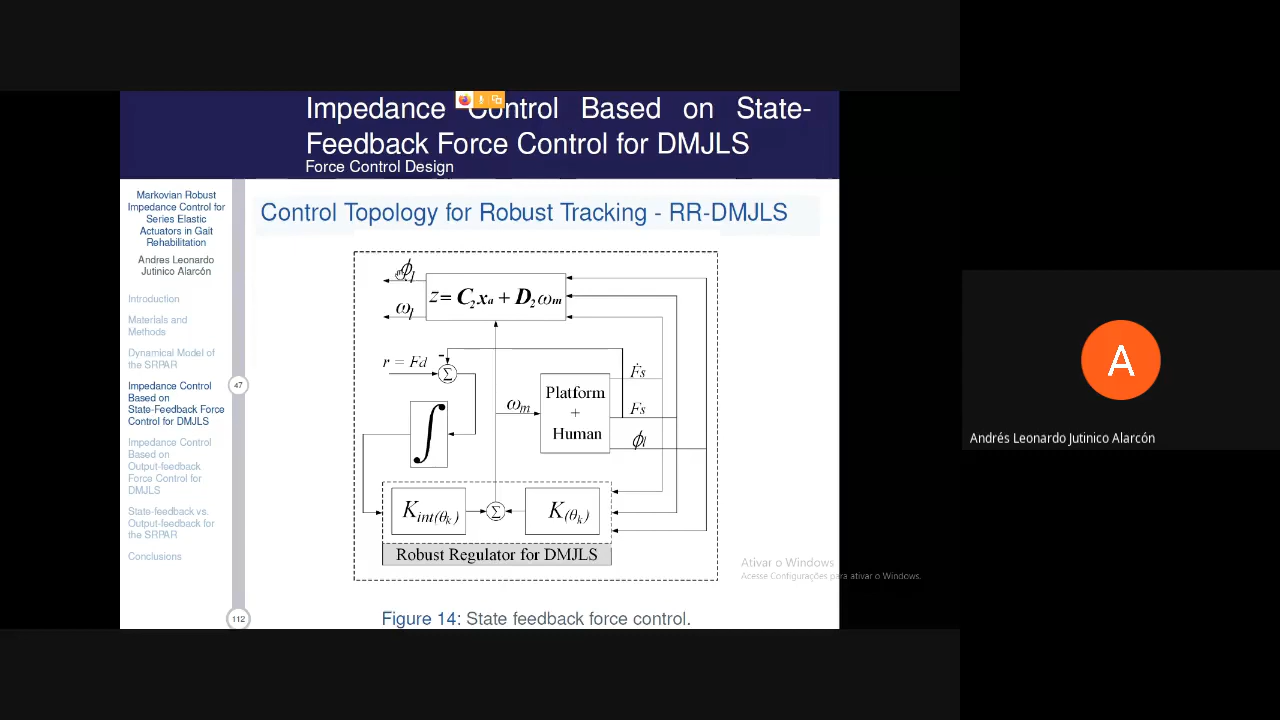 Impedance Control Based on State-
Feedback Force Control for DMJLS
Force Control Design
Markovian Robust
Impedance Control for
Series Elastic
Actuators in Gait
Rehabilitation
Andres Leonardo
Jutinico Alarcón
Introduction
Materials and
Methods
Dynamical Model of
the SRPAR
Impedance Control
Based on
State-Feedback Force
Control for DMJLS
Impedance Control
Based on
Output-feedback
Force Control for
DMJLS
State-feedback vs.
Output-feedback for
the SRPAR
Conclusions
47
112
Control Topology for Robust Tracking - RR-DMJLS
ϕl
z= C2xa + D2ωm
ωl
r = Fd
-
Σ
∫
ωm
Platform
+
Human
Ḟs
Fs
ϕl
Kint(θk)
Σ
K(θk)
Robust Regulator for DMJLS
Figure 14: State feedback force control.
Ativar o Windows
Acesse Configurações para ativar o Windows.
A
Andrés Leonardo Jutinico Alarcón